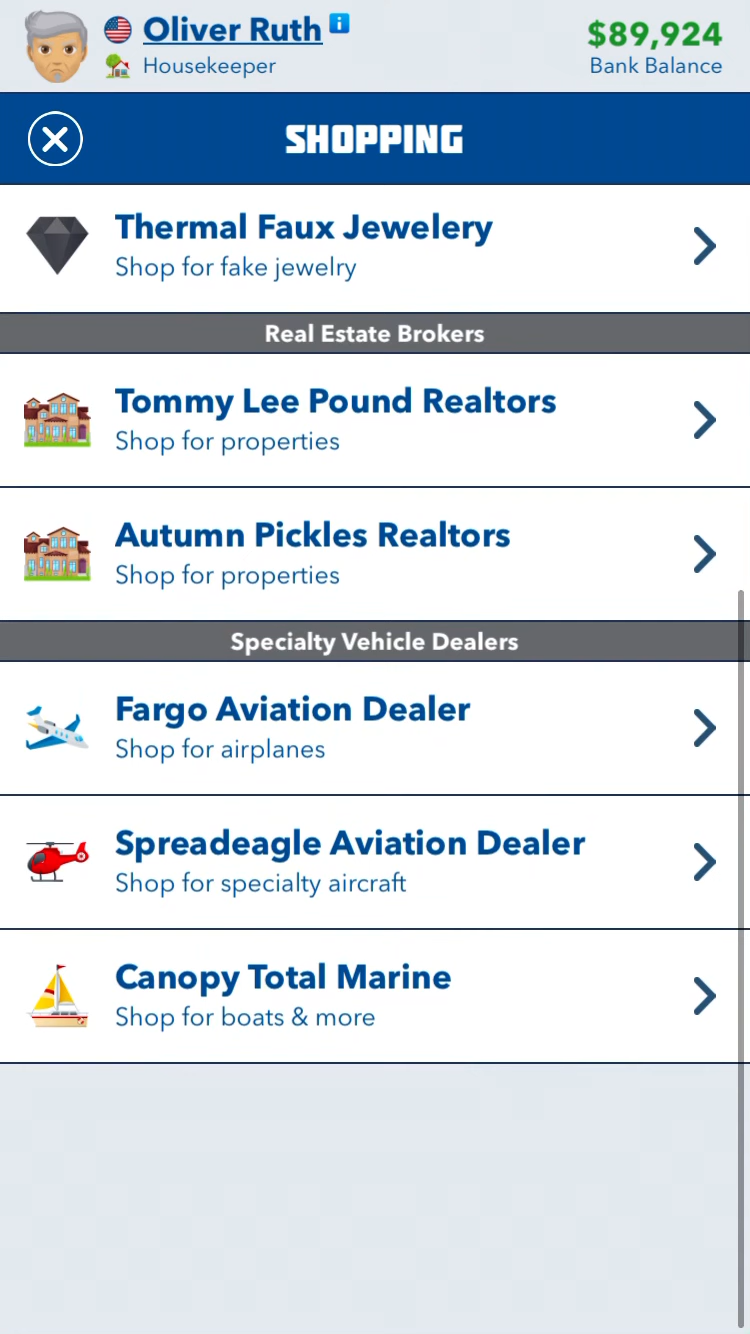 Oliver Ruth i
$89,924
Housekeeper
Bank Balance
SHOPPING
Thermal Faux Jewelery
Shop for fake jewelry
Real Estate Brokers
Tommy Lee Pound Realtors
Shop for properties
Autumn Pickles Realtors
Shop for properties
Specialty Vehicle Dealers
Fargo Aviation Dealer
Shop for airplanes
Spreadeagle Aviation Dealer
Shop for specialty aircraft
Canopy Total Marine
Shop for boats & more